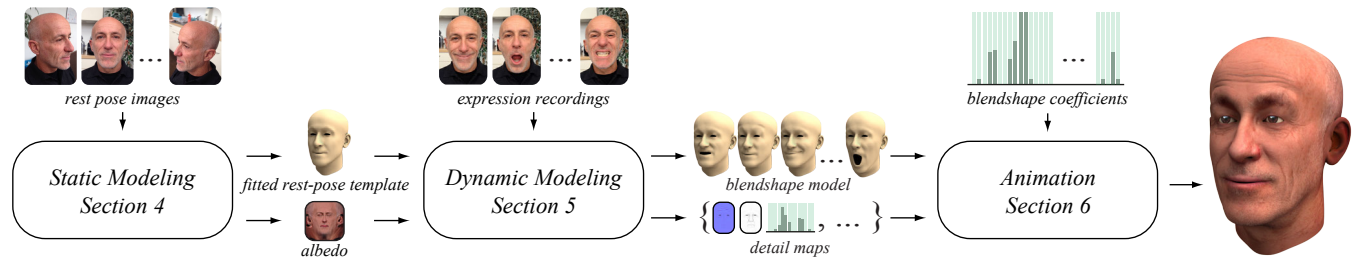 rest pose images
expression recordings
blendshape coefficients
Static Modeling
Section 4
fitted rest-pose template
albedo
Dynamic Modeling
Section 5
blendshape model
{ , ... }
detail maps
Animation
Section 6